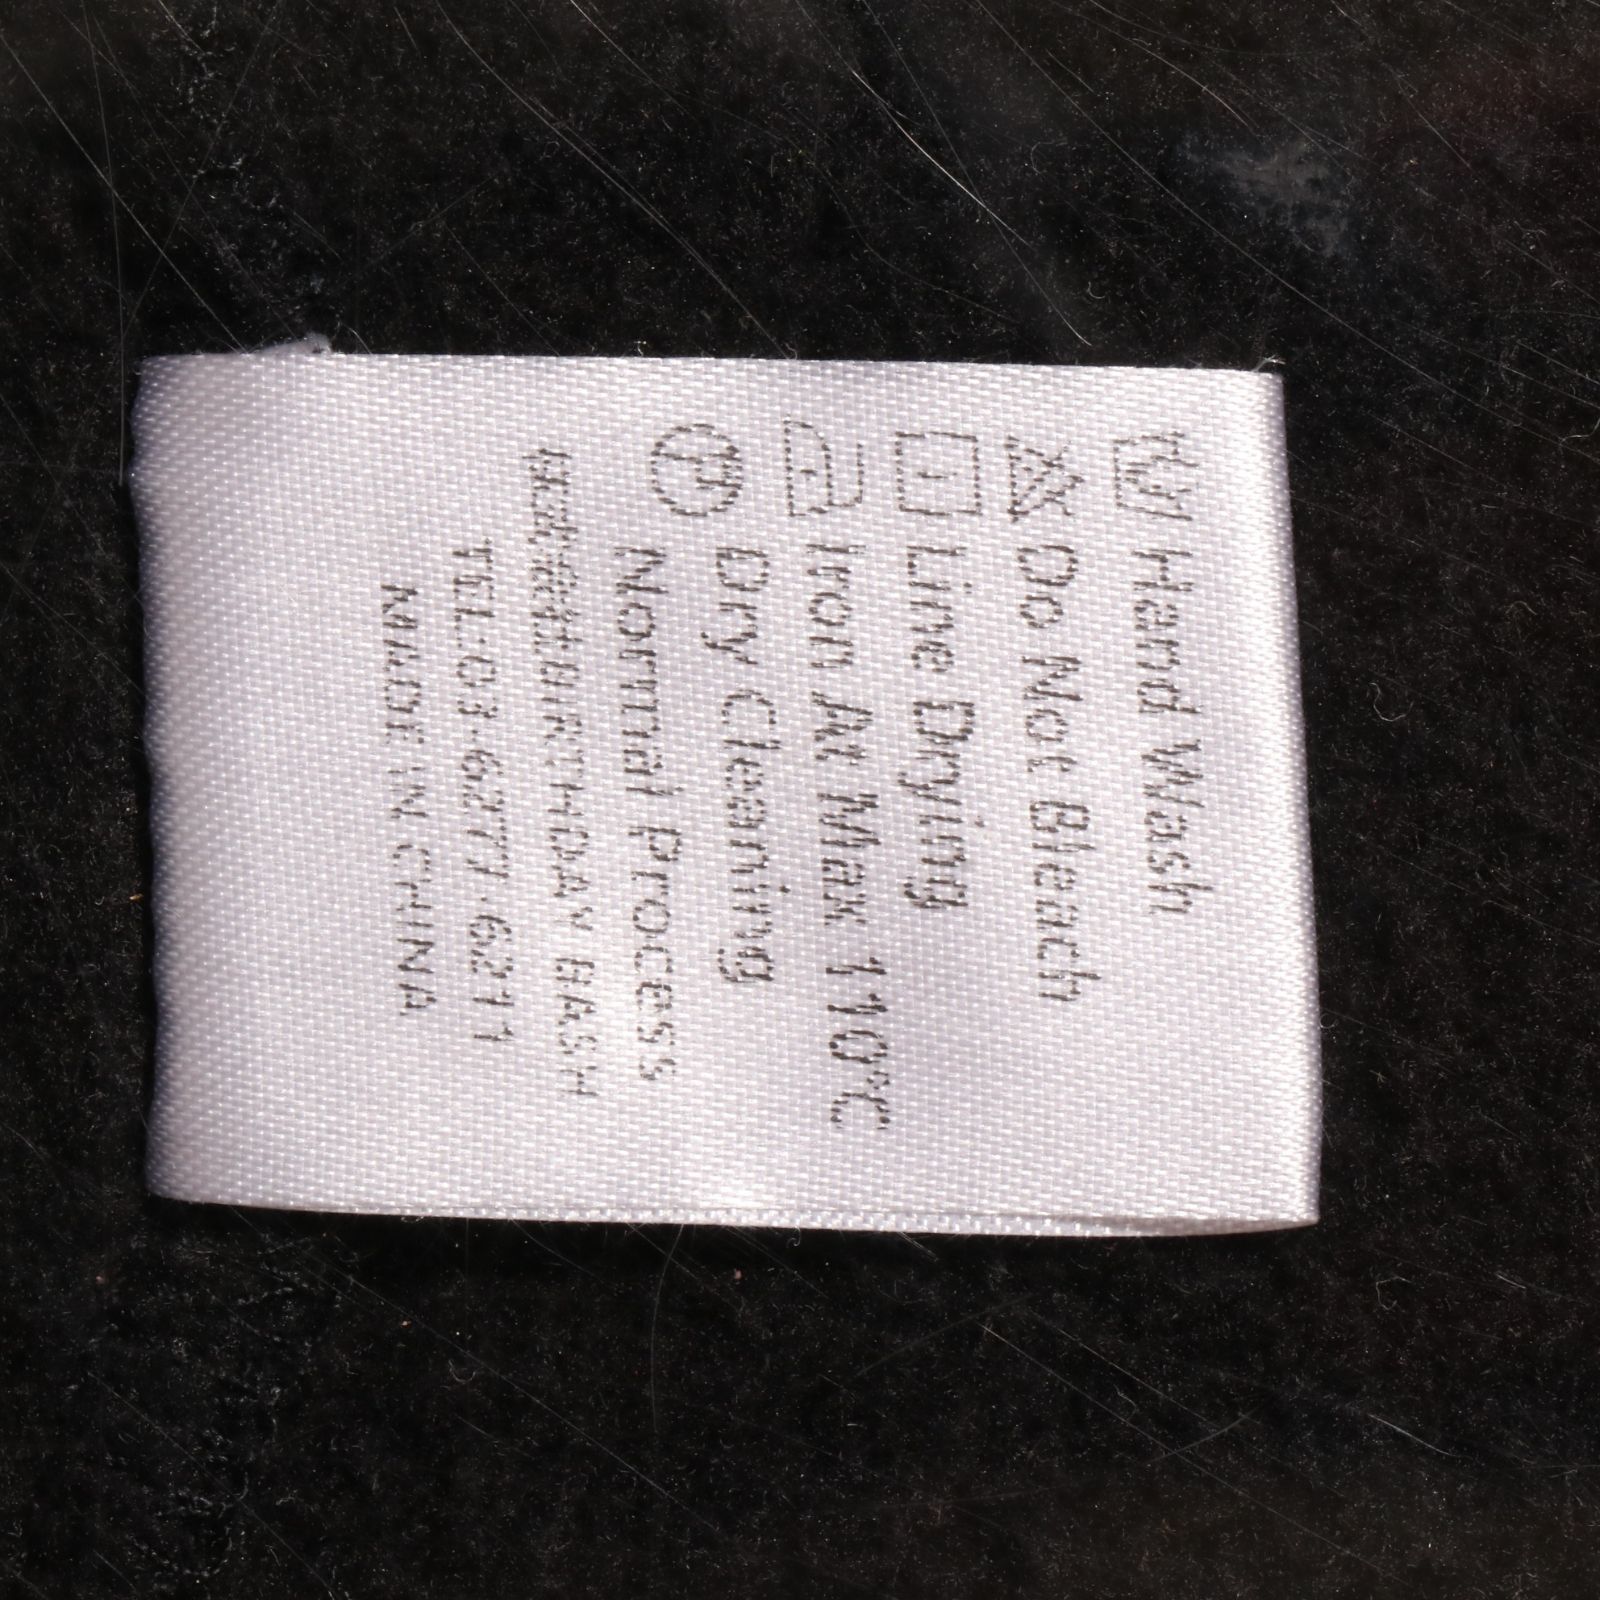 Hand Wash
Do Not Bleach
Line Drying
Iron At Max 110℃
Dry Cleaning
Normal Process
BIRTHDAY BASH
TEL:03-6277-6211
MADE IN CHINA